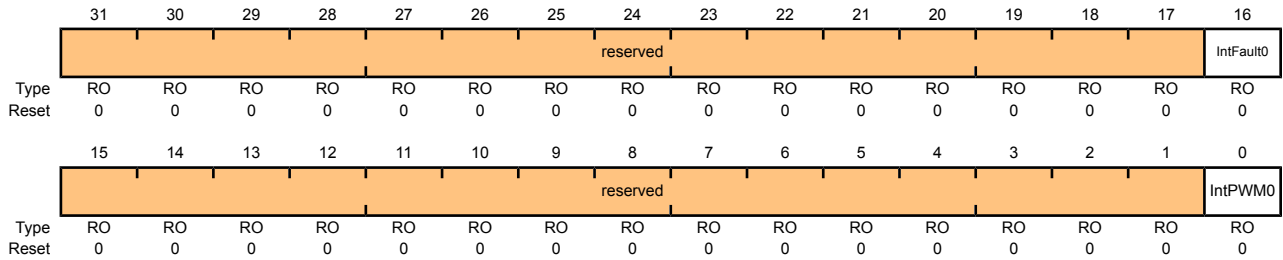 31 30 29 28 27 26 25 24 23 22 21 20 19 18 17 16
reserved IntFault0
Type RO RO RO RO RO RO RO RO RO RO RO RO RO RO RO RO
Reset 0 0 0 0 0 0 0 0 0 0 0 0 0 0 0 0
15 14 13 12 11 10 9 8 7 6 5 4 3 2 1 0
reserved IntPWM0
Type RO RO RO RO RO RO RO RO RO RO RO RO RO RO RO RO
Reset 0 0 0 0 0 0 0 0 0 0 0 0 0 0 0 0